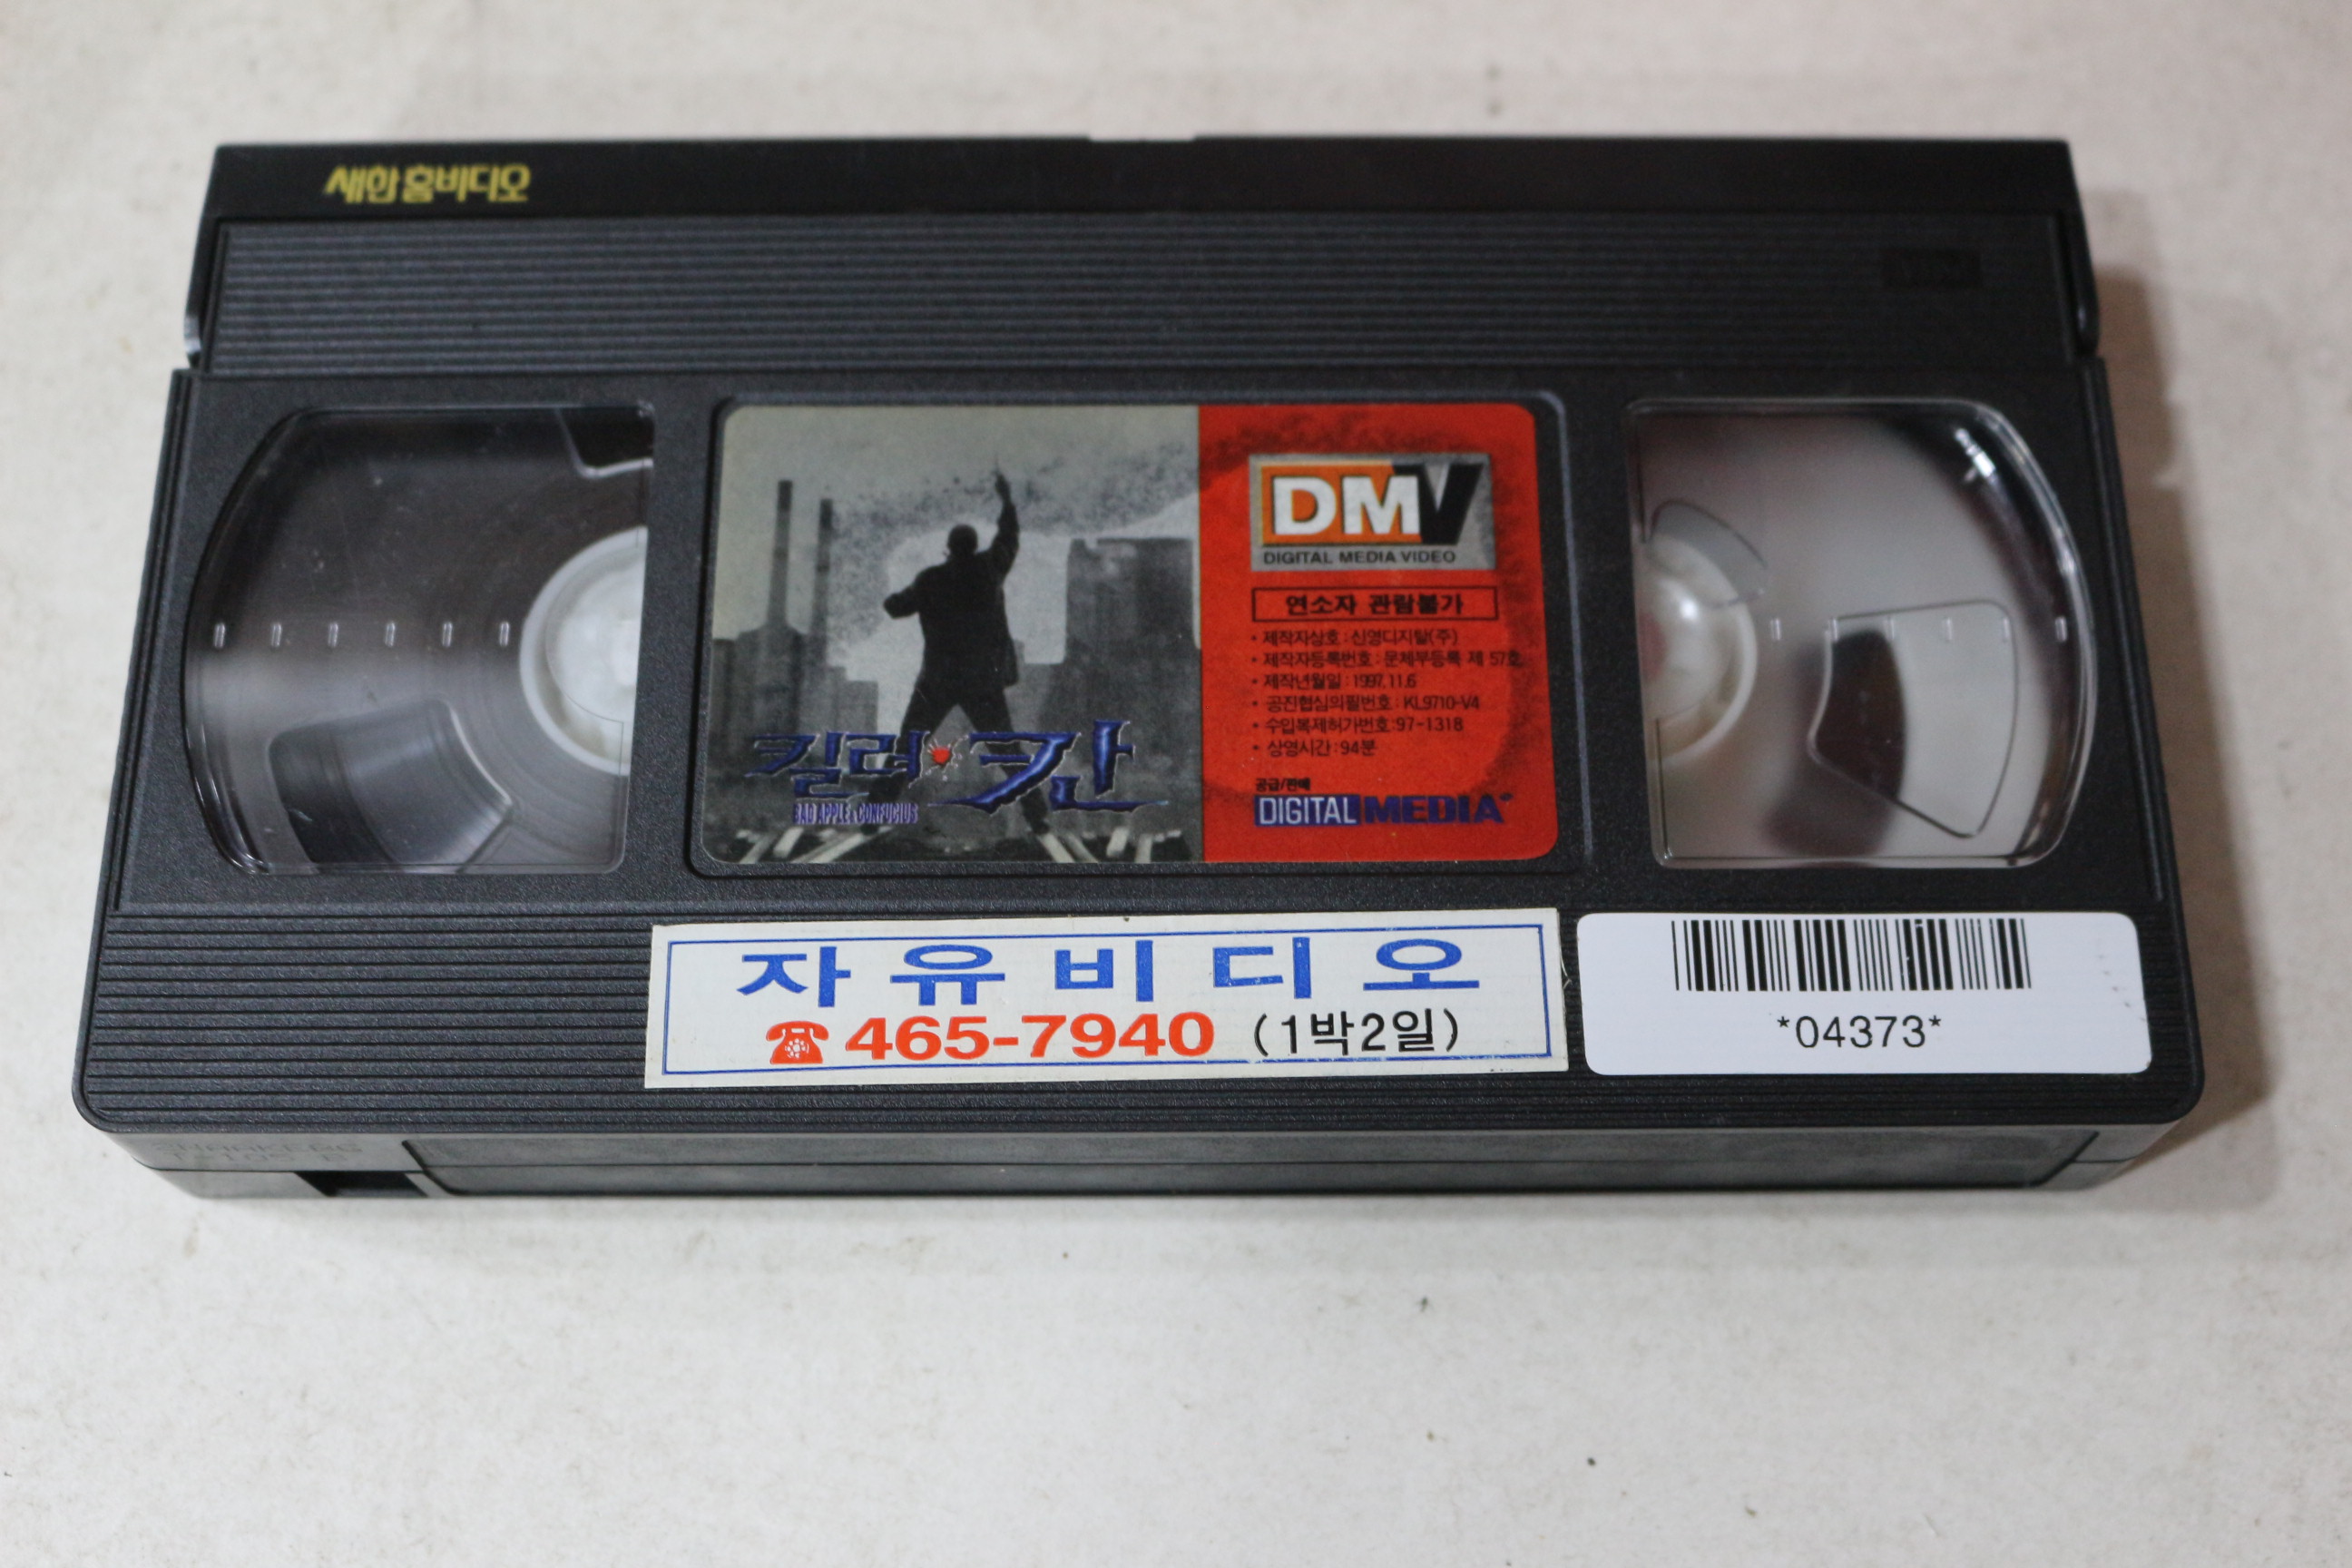 새한홈비디오
DMV
DIGITAL MEDIA VIDEO
연소자 관람불가
• 제작자상호 : 신영디지탈(주)
• 제작자등록번호 : 문체부등록 제 57호
• 제작년월일 : 1997. 11. 6
• 공진협심의필번호 : KL9710-V4
• 수입복제허가번호 : 97-1318
• 상영시간 : 94분
공급/판매
DIGITAL MEDIA
킬러 칸
BAD APPLE & CONFUCIUS
자유비디오
☎ 465-7940 (1박2일)
*04373*